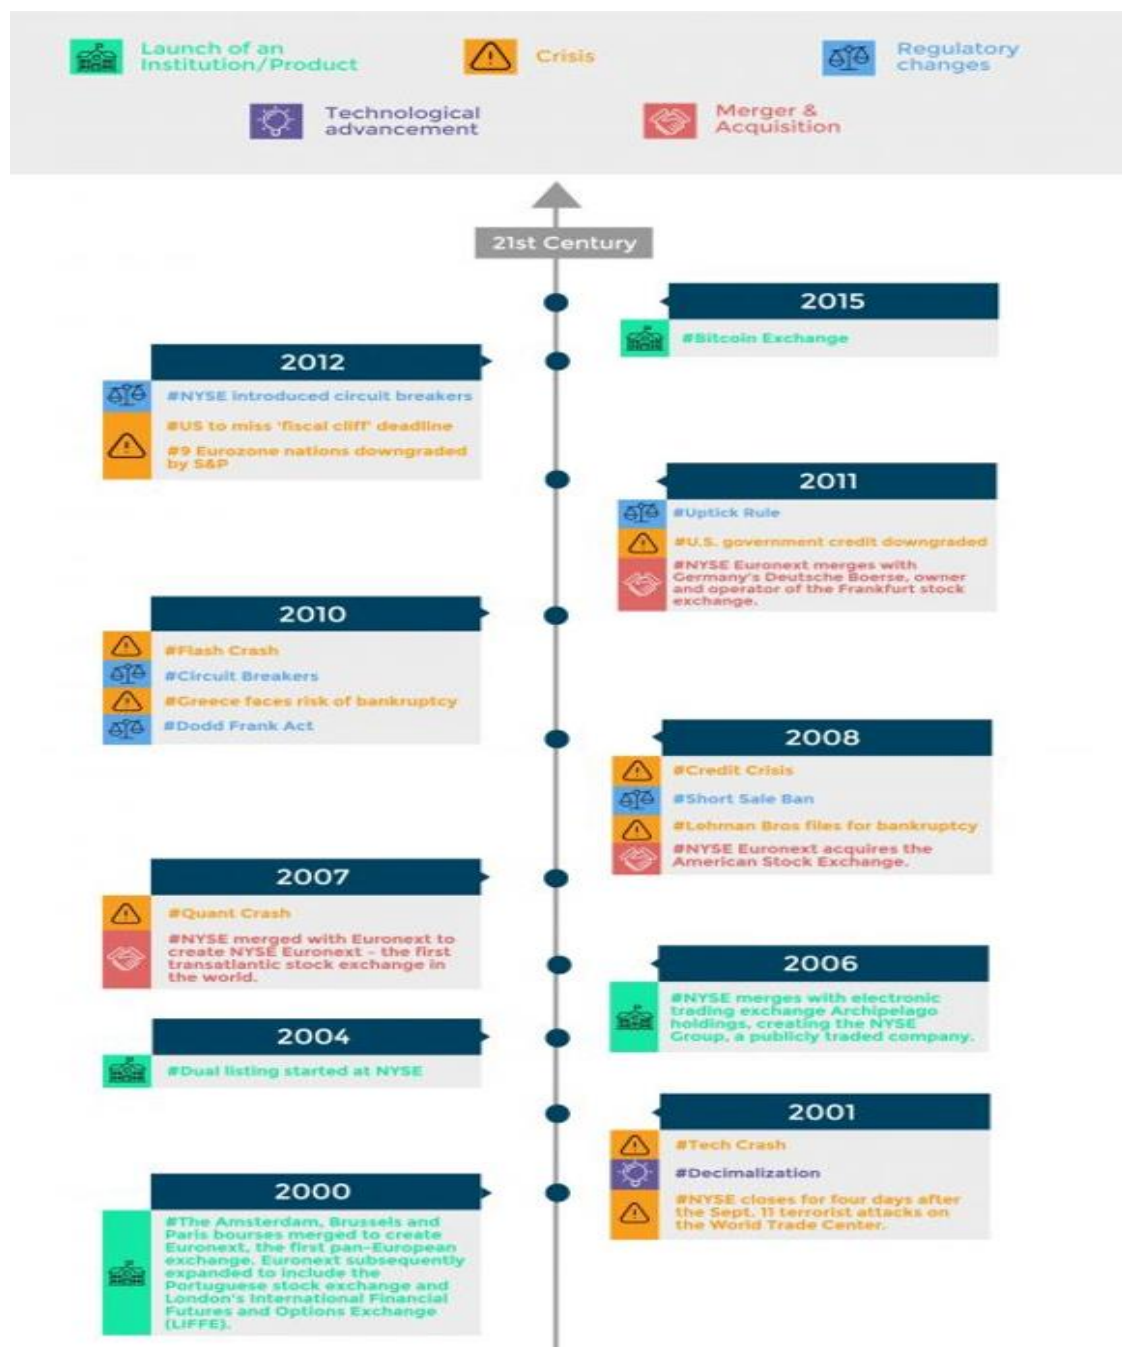 Launch of an
Institution/Product
Crisis
Regulatory
changes
Technological
advancement
Merger &
Acquisition
21st Century
2015
#Bitcoin Exchange
2012
#NYSE introduced circuit breakers
#US to miss 'fiscal cliff' deadline
#9 Eurozone nations downgraded
by S&P
2011
#Uptick Rule
#U.S. government credit downgraded
#NYSE Euronext merges with
Germany's Deutsche Boerse, owner
and operator of the Frankfurt stock
exchange.
2010
#Flash Crash
#Circuit Breakers
#Greece faces risk of bankruptcy
#Dodd Frank Act
2008
#Credit Crisis
#Short Sale Ban
#Lehman Bros files for bankruptcy
#NYSE Euronext acquires the
American Stock Exchange.
2007
#Quant Crash
#NYSE merged with Euronext to
create NYSE Euronext - the first
transatlantic stock exchange in
the world.
2006
#NYSE merges with electronic
trading exchange Archipelago
holdings, creating the NYSE
Group, a publicly traded company.
2004
#Dual listing started at NYSE
2001
#Tech Crash
#Decimalization
#NYSE closes for four days after
the Sept. 11 terrorist attacks on
the World Trade Center.
2000
#The Amsterdam, Brussels and
Paris bourses merged to create
Euronext, the first pan-European
exchange. Euronext subsequently
expanded to include the
Portuguese stock exchange and
London's International Financial
Futures and Options Exchange
(LIFFE).